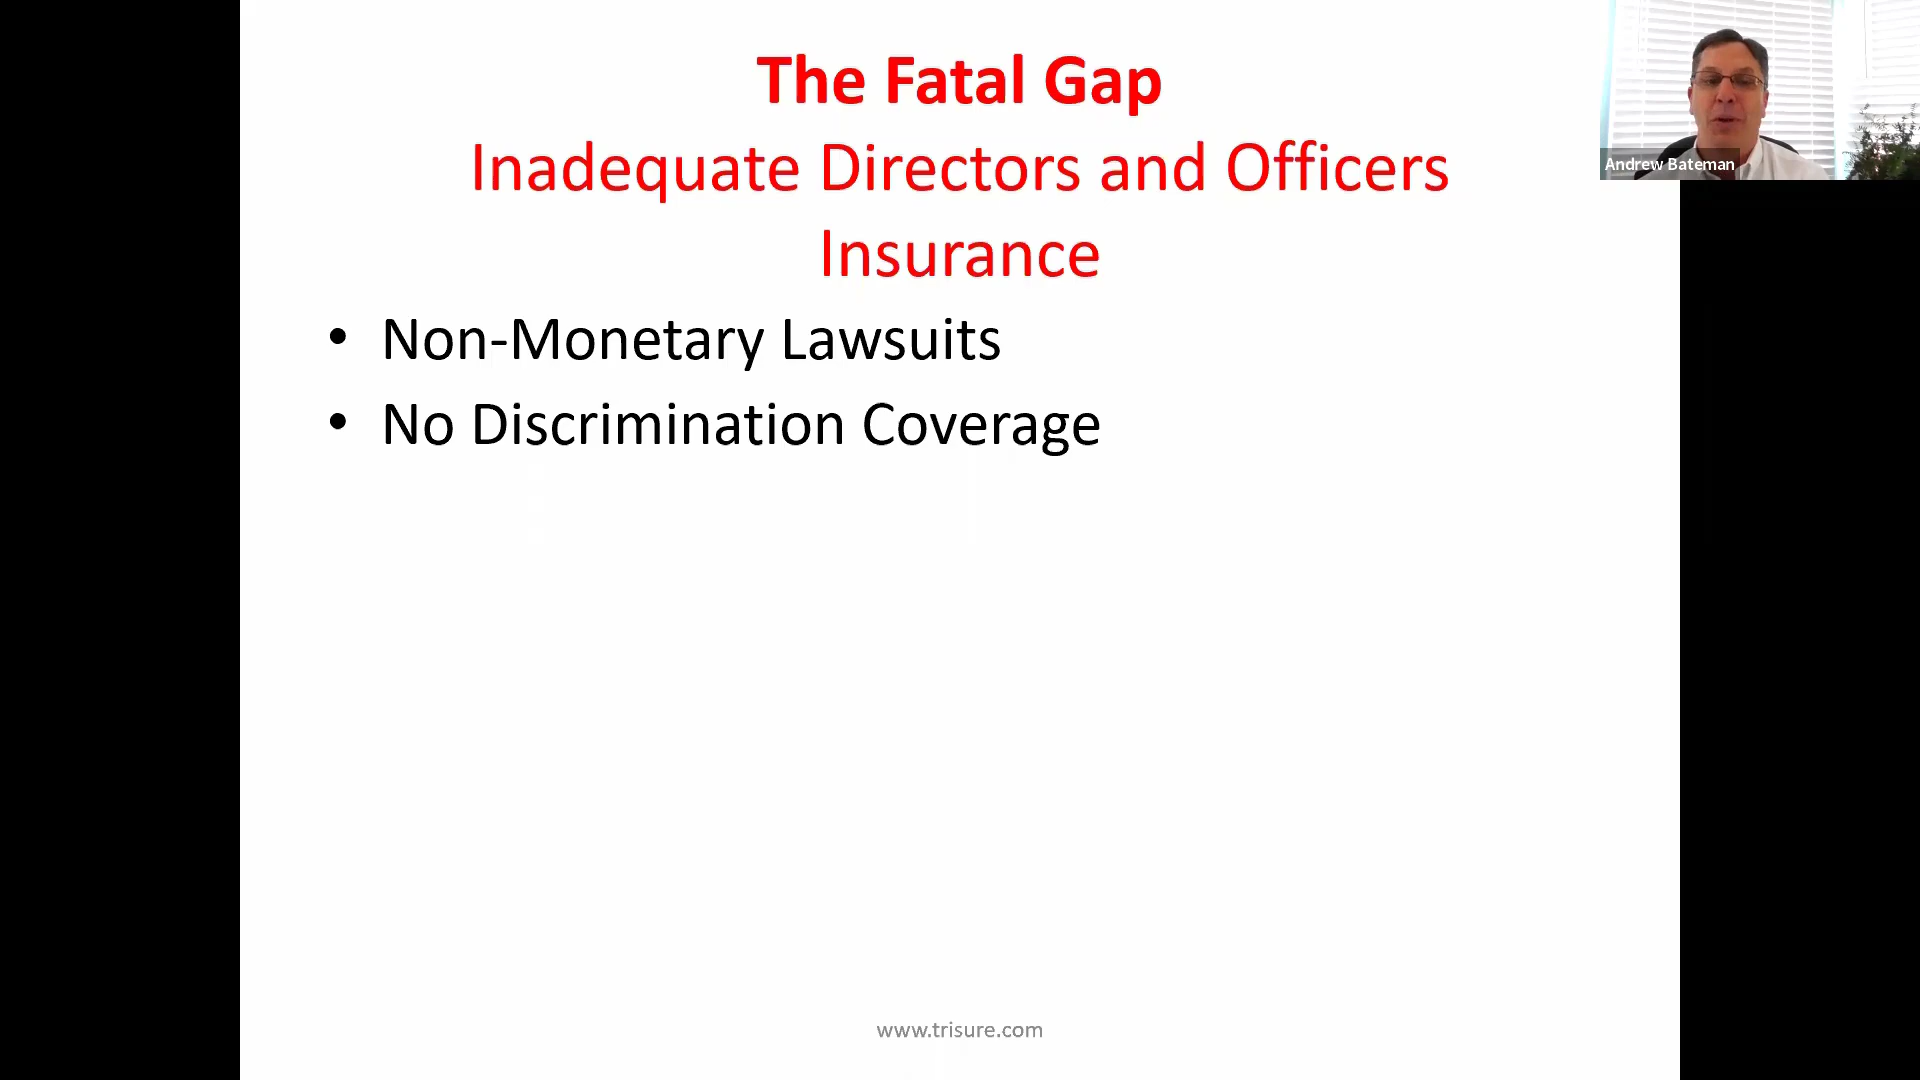 The Fatal Gap
Inadequate Directors and Officers
Insurance
• Non-Monetary Lawsuits
• No Discrimination Coverage
Andrew Bateman
www.trisure.com